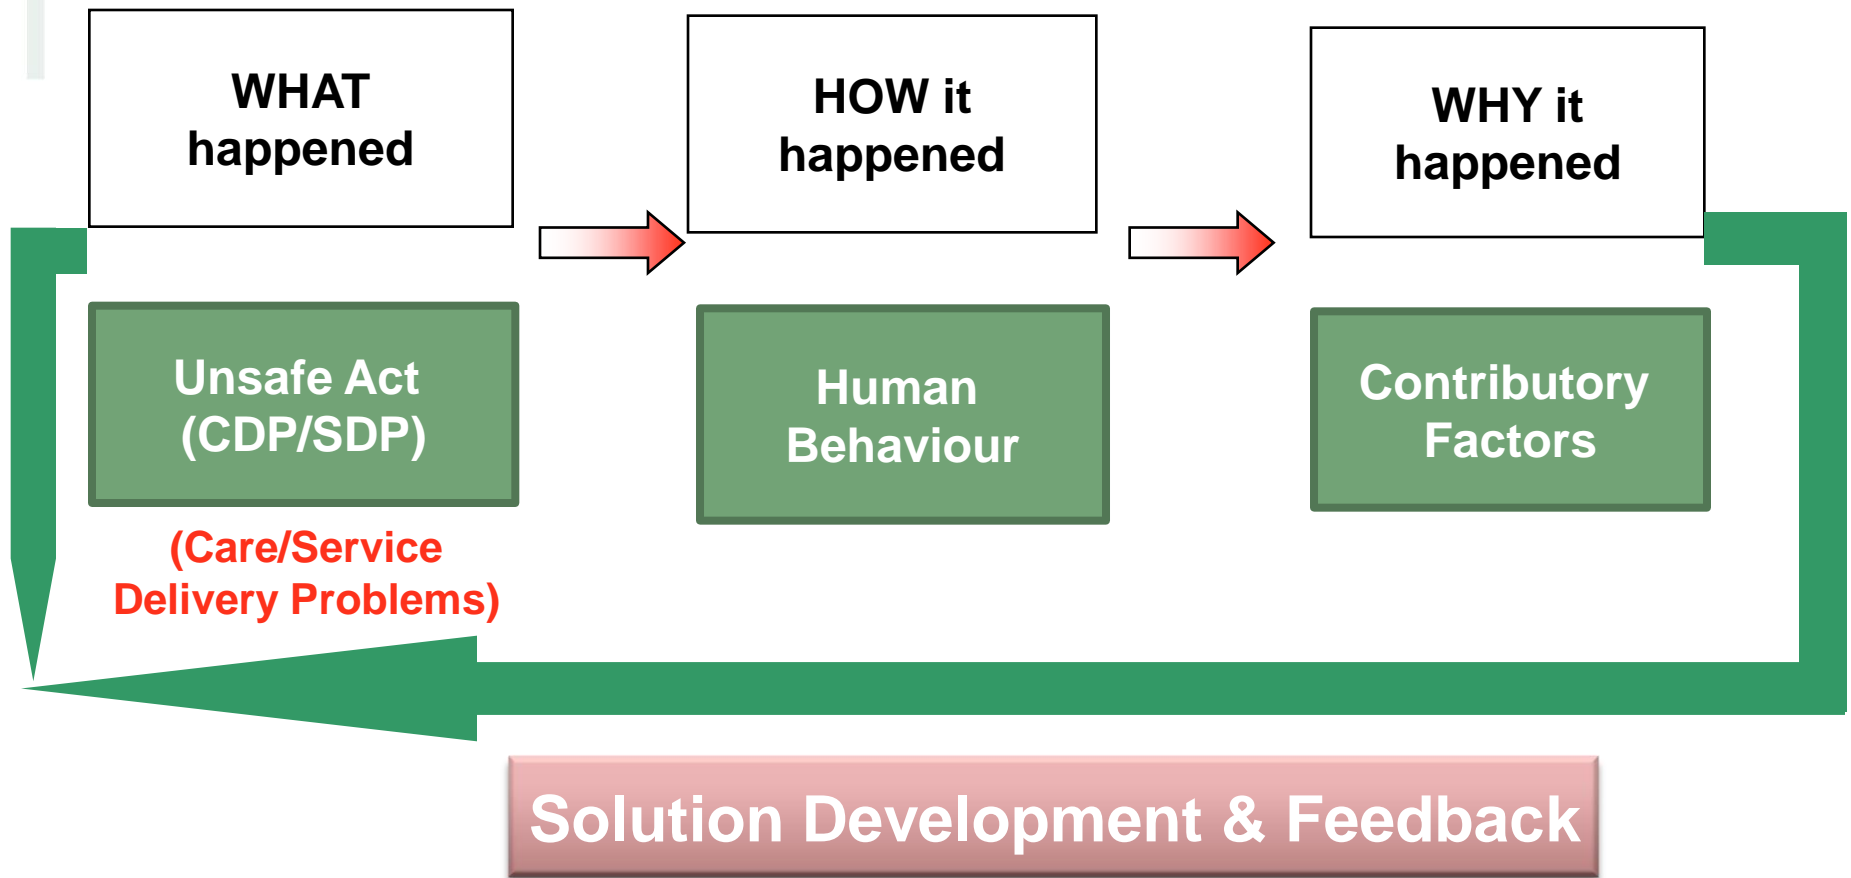 WHAT
happened
HOW it
happened
WHY it
happened
Unsafe Act
(CDP/SDP)
Human
Behaviour
Contributory
Factors
(Care/Service
Delivery Problems)
Solution Development & Feedback